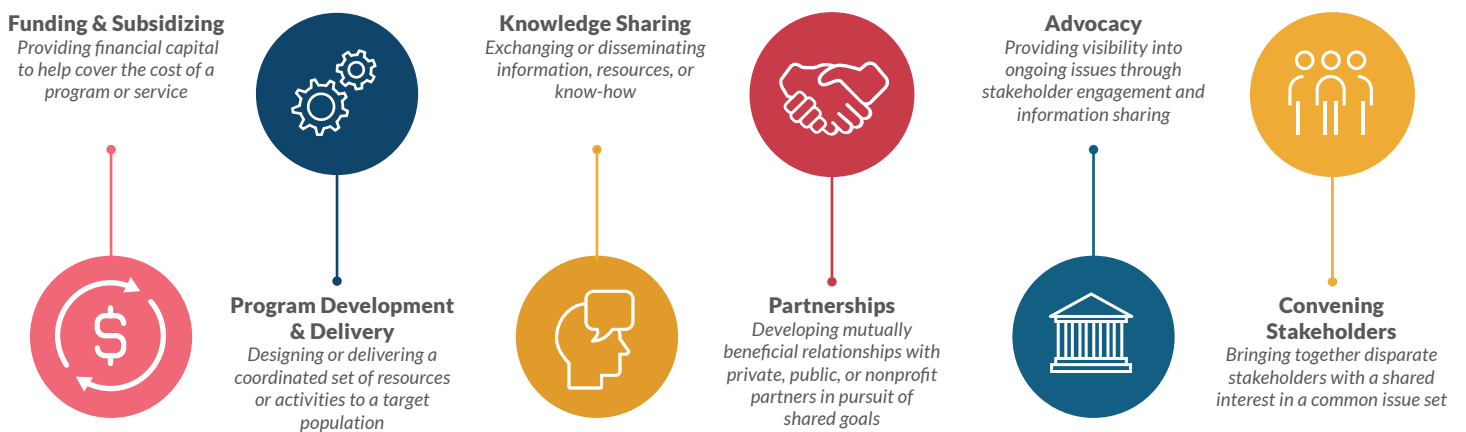 Funding & Subsidizing
Providing financial capital
to help cover the cost of a
program or service
Program Development
& Delivery
Designing or delivering a
coordinated set of resources
or activities to a target
population
Knowledge Sharing
Exchanging or disseminating
information, resources, or
know-how
Partnerships
Developing mutually
beneficial relationships with
private, public, or nonprofit
partners in pursuit of
shared goals
Advocacy
Providing visibility into
ongoing issues through
stakeholder engagement and
information sharing
Convening
Stakeholders
Bringing together disparate
stakeholders with a shared
interest in a common issue set
$